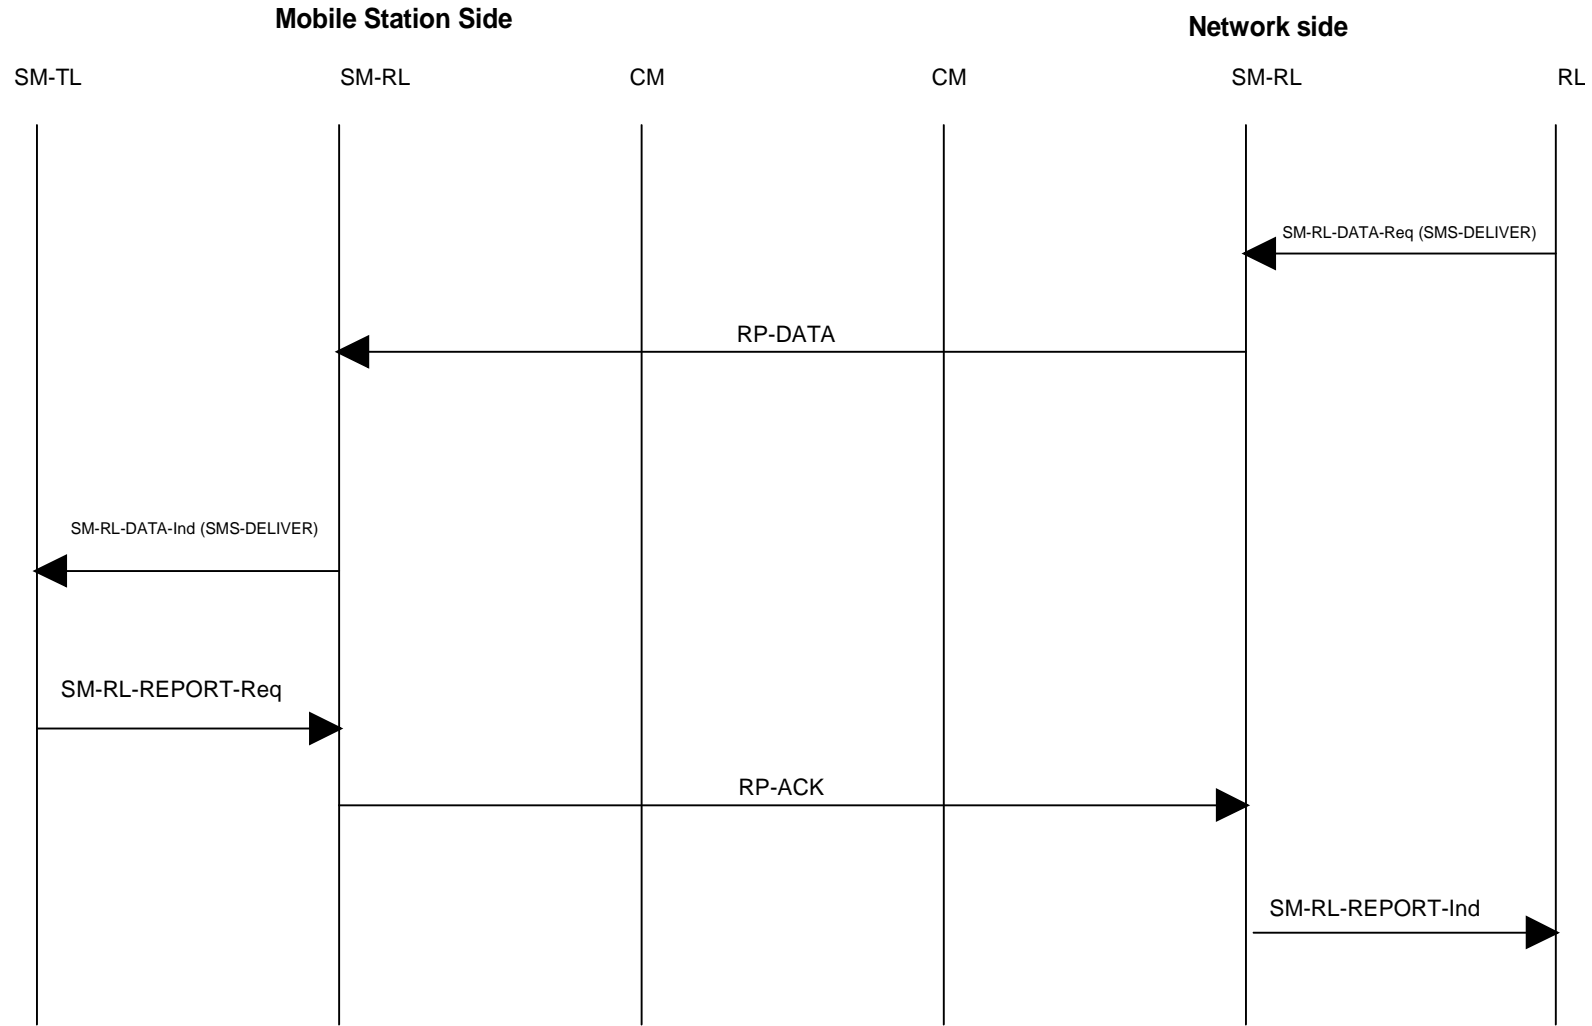 Mobile Station Side
Network side
SM-TL
SM-RL
CM
CM
SM-RL
RL
SM-RL-DATA-Req (SMS-DELIVER)
RP-DATA
SM-RL-DATA-Ind (SMS-DELIVER)
SM-RL-REPORT-Req
RP-ACK
SM-RL-REPORT-Ind